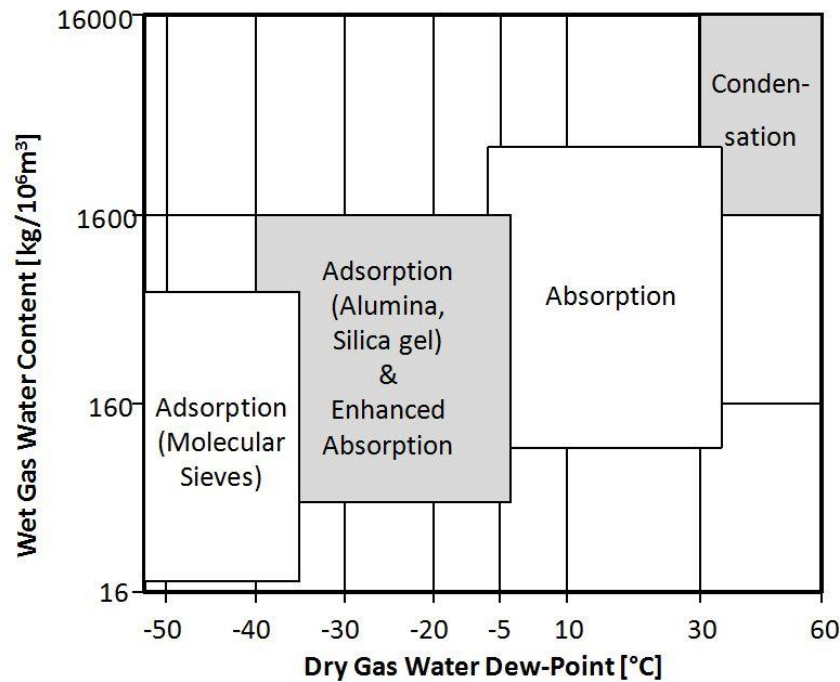 16000
Conden-
sation
1600
Adsorption
(Alumina,
Silica gel)
&
Enhanced
Absorption
Absorption
160
Adsorption
(Molecular
Sieves)
16
-50 -40 -30 -20 -5 10 30 60
Dry Gas Water Dew-Point [°C]
Wet Gas Water Content [kg/10⁶m³]